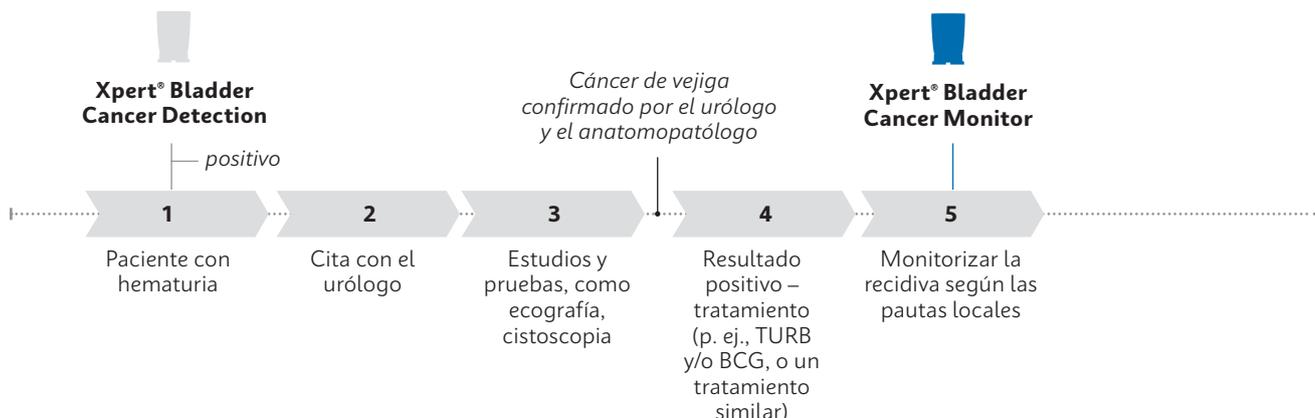 Xpert® Bladder
Cancer Detection
positivo
Cáncer de vejiga
confirmado por el urólogo
y el anatomopatólogo
Xpert® Bladder
Cancer Monitor
1
2
3
4
5
Paciente con
hematuria
Cita con el
urólogo
Estudios y
pruebas, como
ecografía,
cistoscopia
Resultado
positivo –
tratamiento
(p. ej., TURB
y/o BCG, o un
tratamiento
similar)
Monitorizar la
recidiva según las
pautas locales